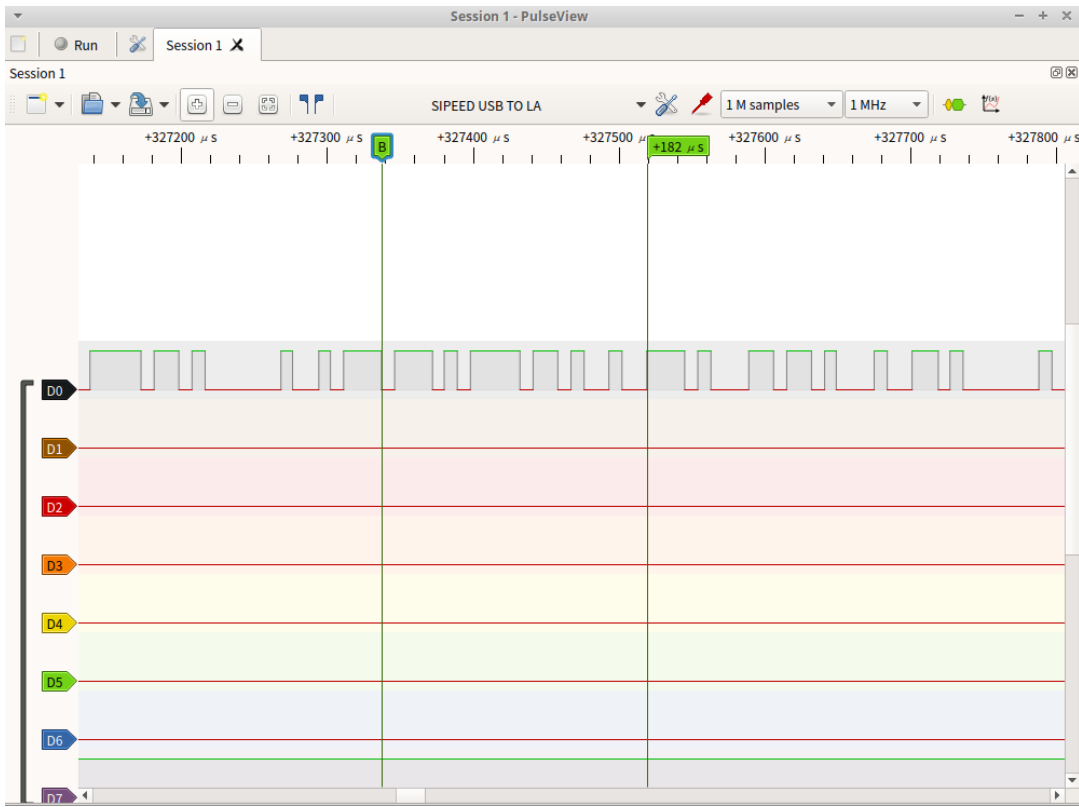 Session 1 - PulseView
Run
Session 1
Session 1
SIPEED USB TO LA
1 M samples
1 MHz
+327200 μs
+327300 μs
+327400 μs
+327500 μ
+327600 μs
+327700 μs
+327800 μs
B
+182 μs
D0
D1
D2
D3
D4
D5
D6
D7